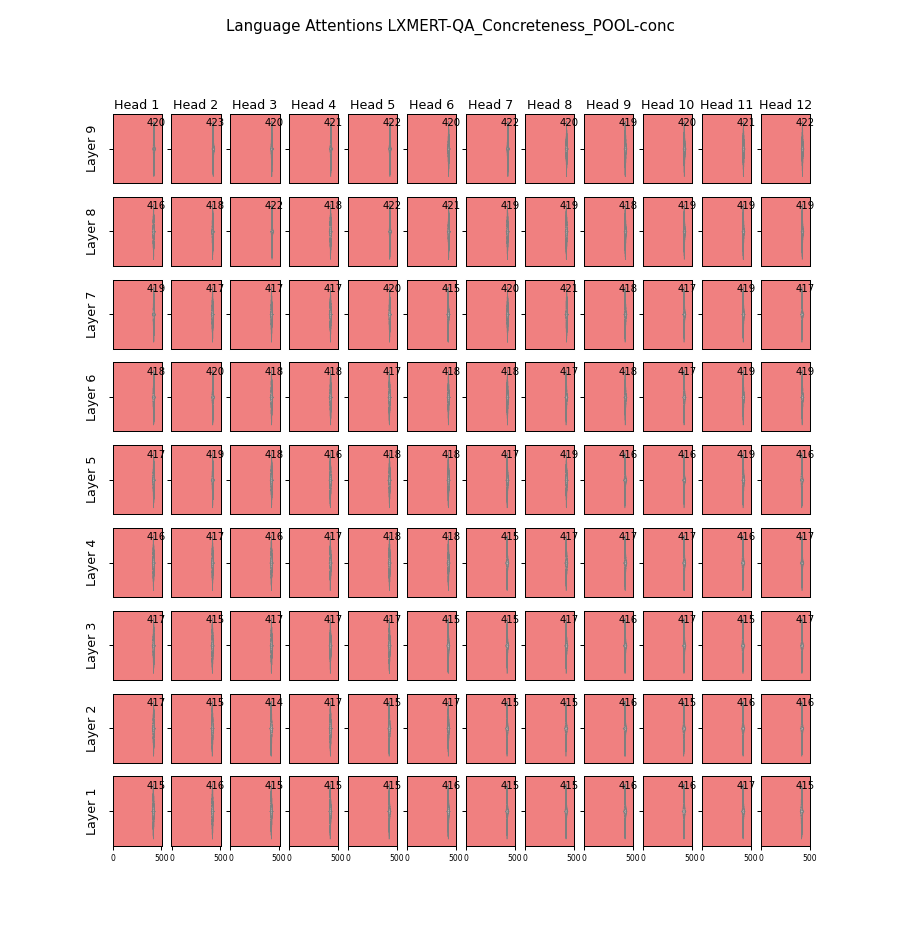 Language Attentions LXMERT-QA_Concreteness_POOL-conc
Head 1 Head 2 Head 3 Head 4 Head 5 Head 6 Head 7 Head 8 Head 9 Head 10 Head 11 Head 12
Layer 9 420 423 420 421 422 420 422 420 419 420 421 422
Layer 8 416 418 422 418 422 421 419 419 418 419 419 419
Layer 7 419 417 417 417 420 415 420 421 418 417 419 417
Layer 6 418 420 418 418 417 418 418 417 418 417 419 419
Layer 5 417 419 418 416 418 418 417 419 416 416 419 416
Layer 4 416 417 416 417 418 418 415 417 417 417 416 417
Layer 3 417 415 417 417 417 415 415 417 416 417 415 417
Layer 2 417 415 414 417 415 417 415 415 416 415 416 416
Layer 1 415 416 415 415 415 416 415 415 416 416 417 415
0 500 0 500 0 500 0 500 0 500 0 500 0 500 0 500 0 500 0 500 0 500 0 500